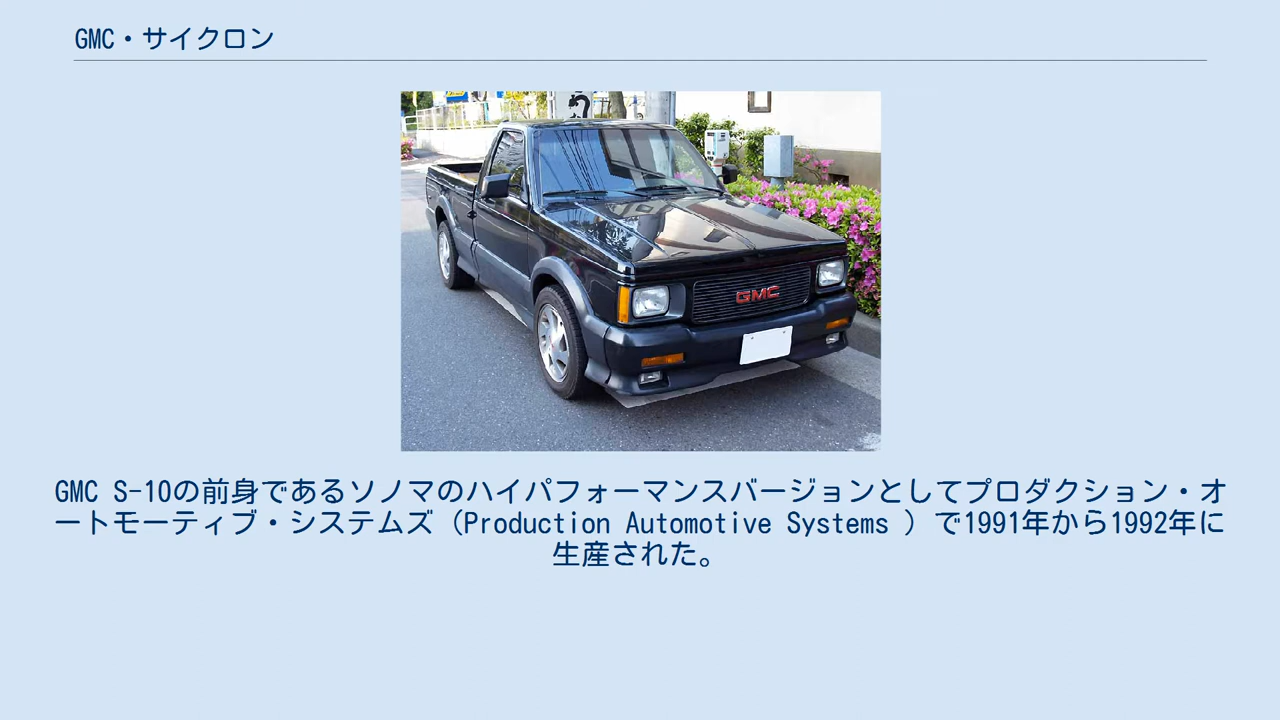 GMC・サイクロン
GMC
GMC S-10の前身であるソノマのハイパフォーマンスバージョンとしてプロダクション・オ
ートモーティブ・システムズ（Production Automotive Systems ）で1991年から1992年に
生産された。